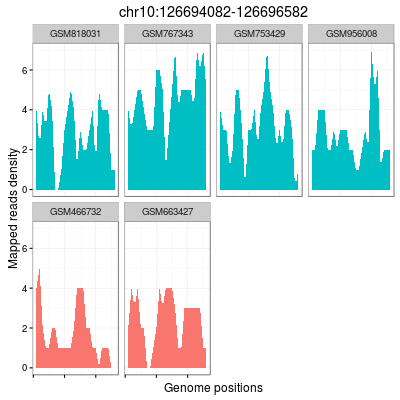 chr10:126694082-126696582
GSM818031 GSM767343 GSM753429 GSM956008
6
4
2
0
GSM466732 GSM663427
6
4
2
0
Mapped reads density
Genome positions